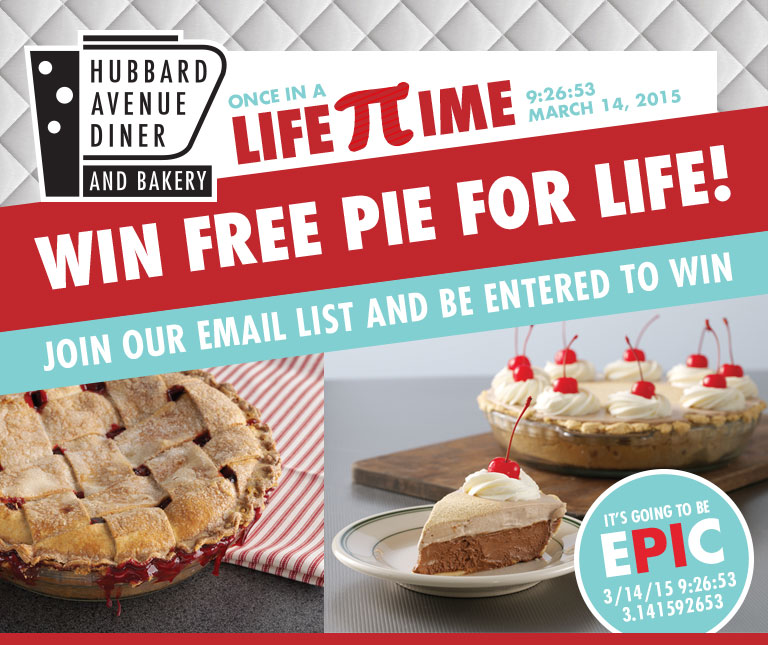 HUBBARD
AVENUE
DINER
AND BAKERY
ONCE IN A
LIFEπIME
9:26:53
MARCH 14, 2015
WIN FREE PIE FOR LIFE!
JOIN OUR EMAIL LIST AND BE ENTERED TO WIN
IT'S GOING TO BE
EPIC
3/14/15 9:26:53
3.141592653